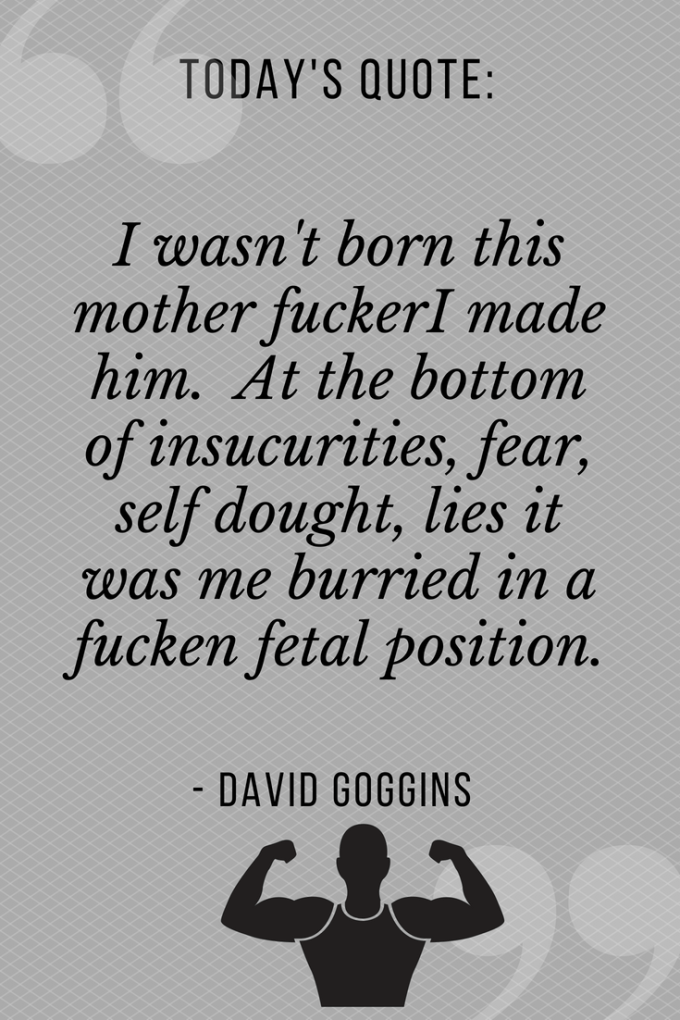 TODAY'S QUOTE:
I wasn't born this
mother fuckerI made
him.  At the bottom
of insucurities, fear,
self dought, lies it
was me burried in a
fucken fetal position.
- DAVID GOGGINS